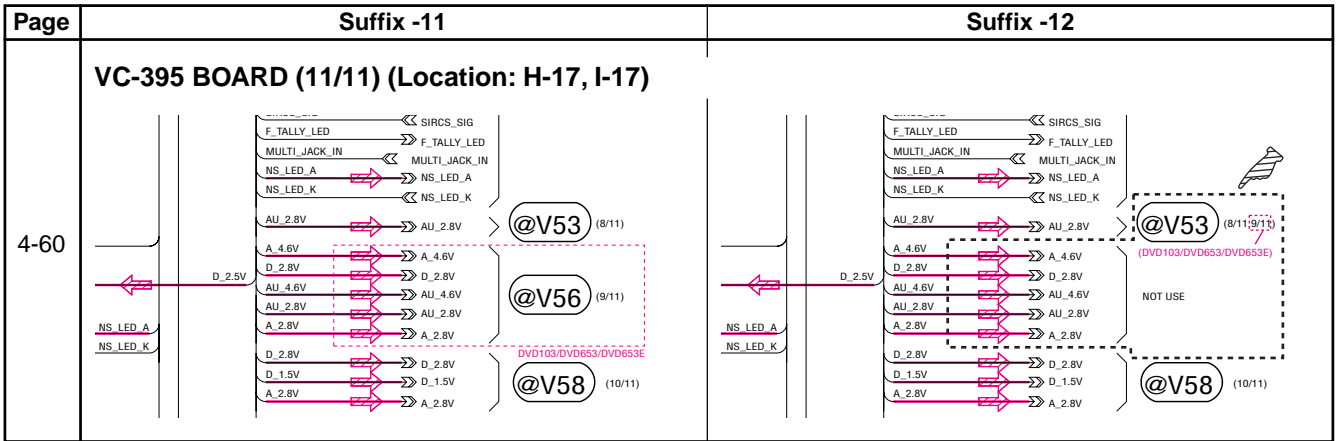 Page Suffix -11 Suffix -12
4-60
VC-395 BOARD (11/11) (Location: H-17, I-17)
SIRCS_SIG
F_TALLY_LED
F_TALLY_LED
MULTI_JACK_IN
MULTI_JACK_IN
NS_LED_A
NS_LED_A
NS_LED_K
NS_LED_K
AU_2.8V
AU_2.8V
@V53 (8/11)
A_4.6V
A_4.6V
D_2.8V
D_2.8V
D_2.5V
AU_4.6V
AU_4.6V
@V56 (9/11)
AU_2.8V
AU_2.8V
A_2.8V
A_2.8V
NS_LED_A
NS_LED_K
DVD103/DVD653/DVD653E
D_2.8V
D_2.8V
D_1.5V
D_1.5V
@V58 (10/11)
A_2.8V
A_2.8V
SIRCS_SIG
F_TALLY_LED
F_TALLY_LED
MULTI_JACK_IN
MULTI_JACK_IN
NS_LED_A
NS_LED_A
NS_LED_K
NS_LED_K
AU_2.8V
AU_2.8V
@V53 (8/11,9/11)
(DVD103/DVD653/DVD653E)
A_4.6V
A_4.6V
D_2.8V
D_2.8V
D_2.5V
AU_4.6V
AU_4.6V
NOT USE
AU_2.8V
AU_2.8V
A_2.8V
A_2.8V
NS_LED_A
NS_LED_K
D_2.8V
D_2.8V
D_1.5V
D_1.5V
@V58 (10/11)
A_2.8V
A_2.8V